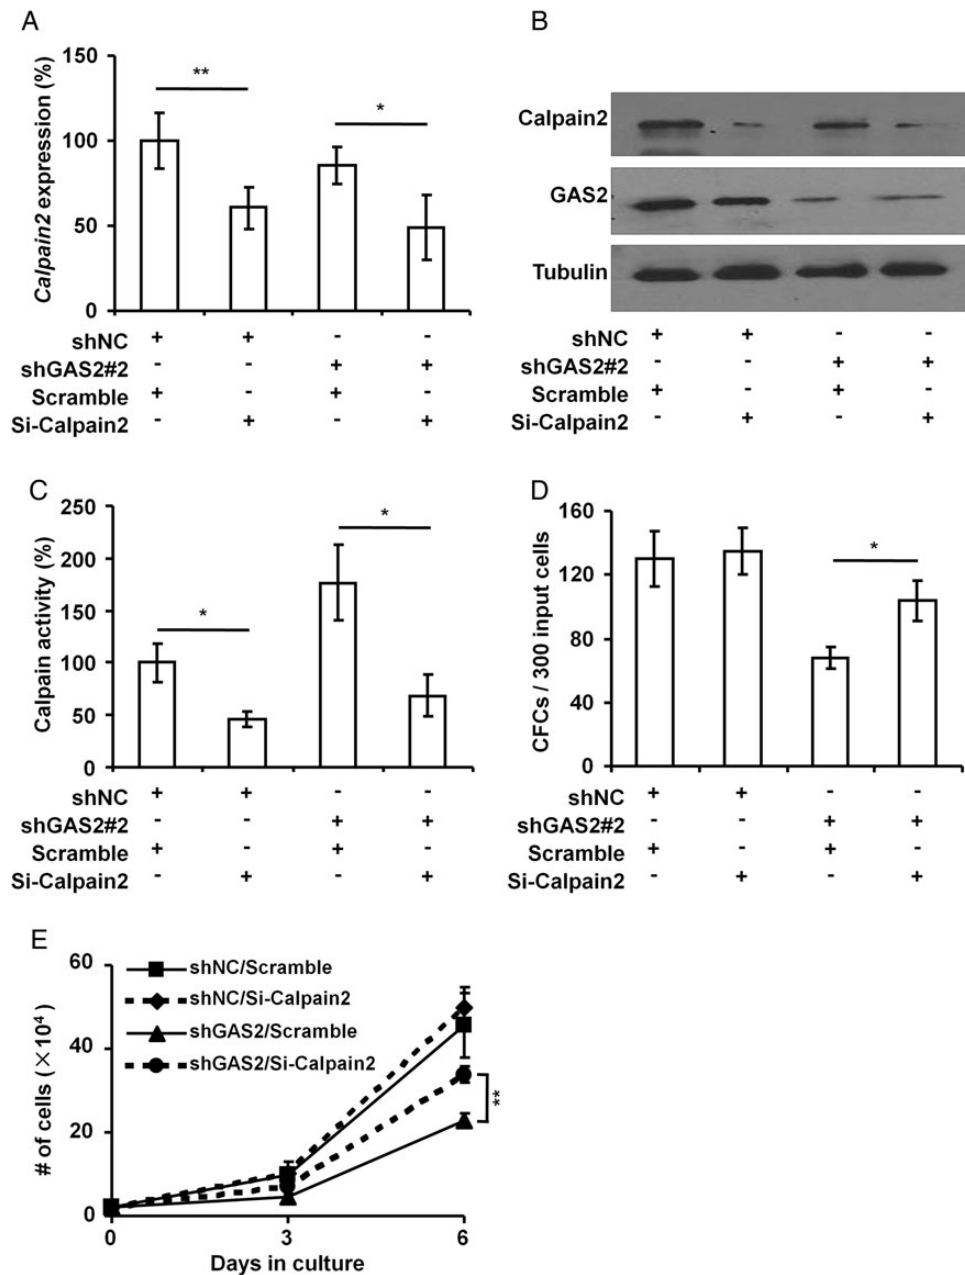 A
Calpain2 expression (%)
150
100
50
0
**
*
shNC + + - -
shGAS2#2 - - + +
Scramble + - + -
Si-Calpain2 - + - +
B
Calpain2
GAS2
Tubulin
shNC + + - -
shGAS2#2 - - + +
Scramble + - + -
Si-Calpain2 - + - +
C
Calpain activity (%)
250
200
150
100
50
0
*
*
shNC + + - -
shGAS2#2 - - + +
Scramble + - + -
Si-Calpain2 - + - +
D
CFCs / 300 input cells
160
120
80
40
0
*
shNC + + - -
shGAS2#2 - - + +
Scramble + - + -
Si-Calpain2 - + - +
E
# of cells (×10⁴)
60
40
20
0
shNC/Scramble
shNC/Si-Calpain2
shGAS2/Scramble
shGAS2/Si-Calpain2
**
0 3 6
Days in culture